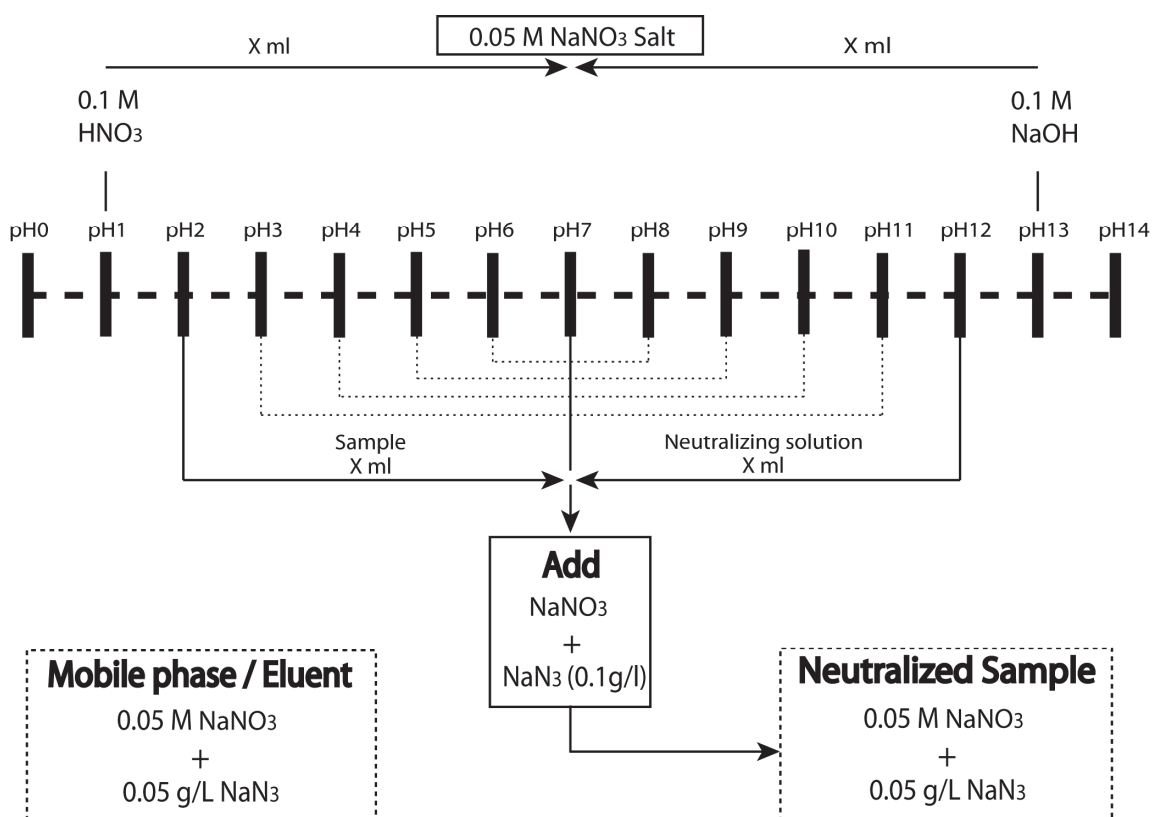 0.05 M NaNO3 Salt
X ml
X ml
0.1 M
HNO3
0.1 M
NaOH
pH0 pH1 pH2 pH3 pH4 pH5 pH6 pH7 pH8 pH9 pH10 pH11 pH12 pH13 pH14
Sample
X ml
Neutralizing solution
X ml
Add
NaNO3
+
NaN3 (0.1g/l)
Mobile phase / Eluent
0.05 M NaNO3
+
0.05 g/L NaN3
Neutralized Sample
0.05 M NaNO3
+
0.05 g/L NaN3